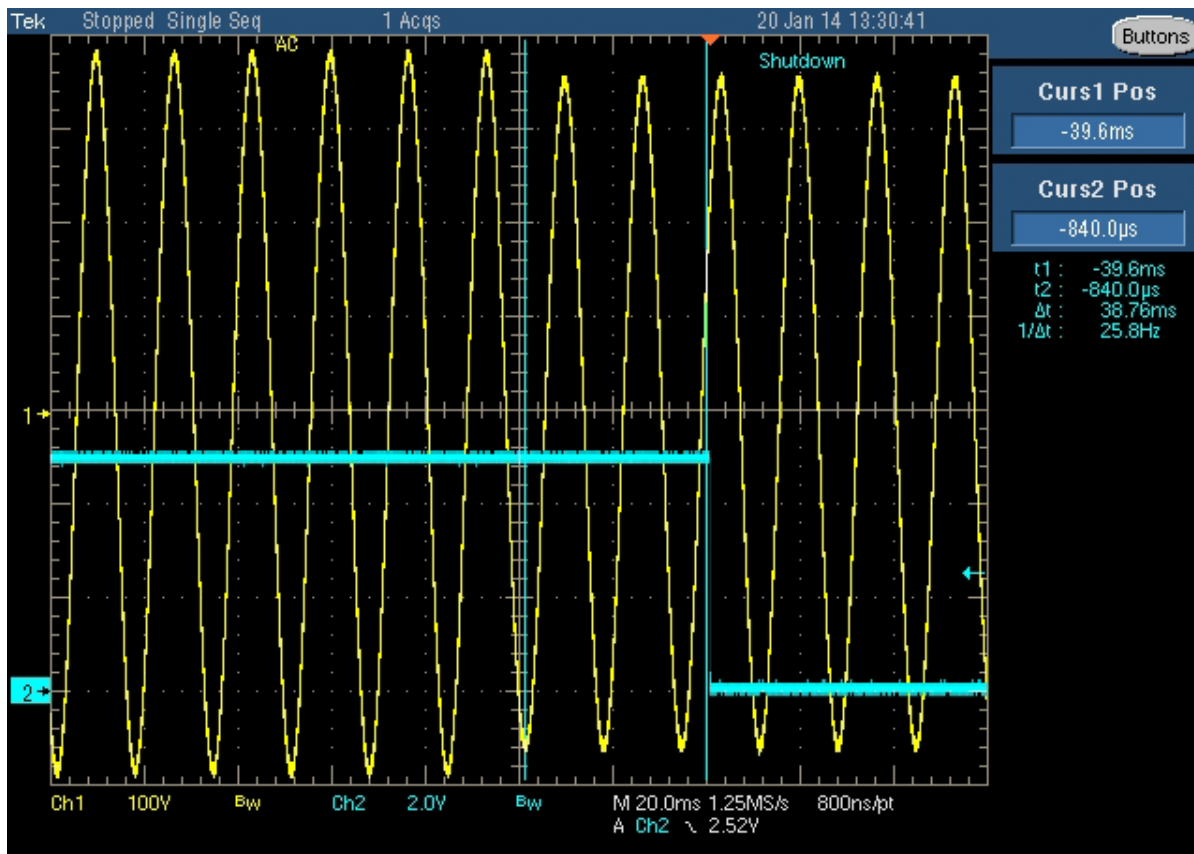 Tek Stopped Single Seq 1 Acqs 20 Jan 14 13:30:41
Buttons
AC
Shutdown
Curs1 Pos
-39.6ms
Curs2 Pos
-840.0µs
t1 : -39.6ms
t2 : -840.0µs
Δt : 38.76ms
1/Δt : 25.8Hz
1
2
Ch1 100V Bw Ch2 2.0V Bw M 20.0ms 1.25MS/s 800ns/pt
A Ch2 \ 2.52V